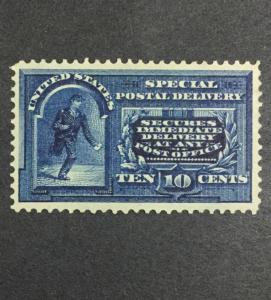 UNITED STATES
SPECIAL
POSTAL DELIVERY
SECURES
IMMEDIATE
DELIVERY
AT ANY
POST OFFICE
TEN 10 CENTS